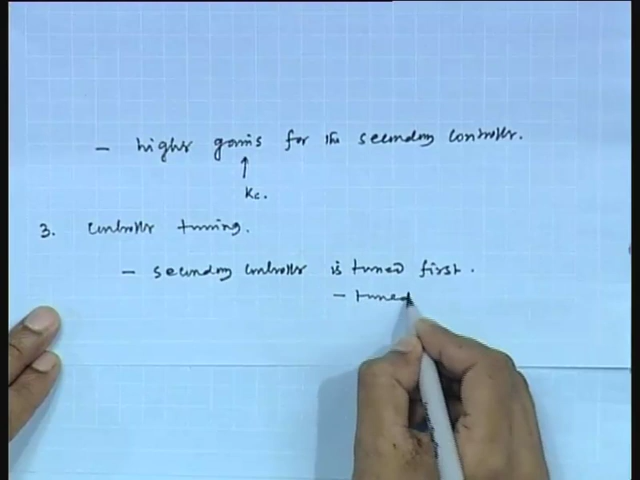 - higher gains for the secondary controller.
↑
Kc.
3. Controller tuning.
- secondary controller is tuned first.
- tuned